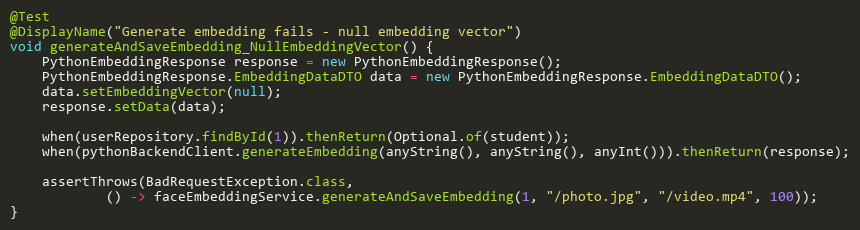 @Test
@DisplayName("Generate embedding fails - null embedding vector")
void generateAndSaveEmbedding_NullEmbeddingVector() {
    PythonEmbeddingResponse response = new PythonEmbeddingResponse();
    PythonEmbeddingResponse.EmbeddingDataDTO data = new PythonEmbeddingResponse.EmbeddingDataDTO();
    data.setEmbeddingVector(null);
    response.setData(data);

    when(userRepository.findById(1)).thenReturn(Optional.of(student));
    when(pythonBackendClient.generateEmbedding(anyString(), anyString(), anyInt())).thenReturn(response);

    assertThrows(BadRequestException.class,
            () -> faceEmbeddingService.generateAndSaveEmbedding(1, "/photo.jpg", "/video.mp4", 100));
}